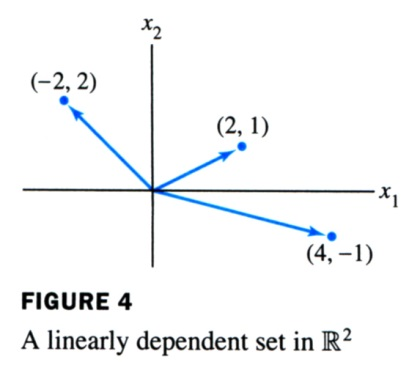 x₂
(−2, 2)
(2, 1)
x₁
(4, −1)
FIGURE 4
A linearly dependent set in ℝ²